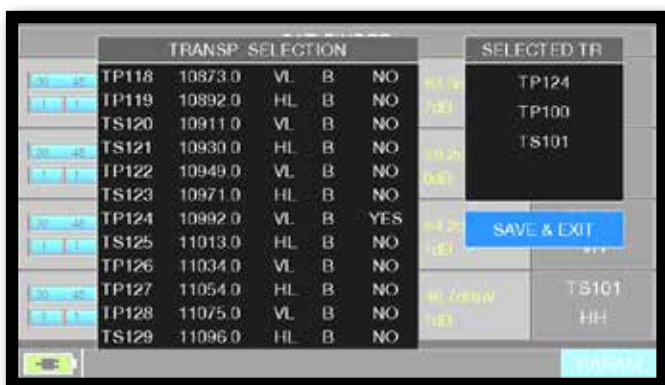 TRANSP. SELECTION
TP118 10873.0 VL B NO
TP119 10892.0 HL B NO
TS120 10911.0 VL B NO
TS121 10930.0 HL B NO
TP122 10949.0 VL B NO
TS123 10971.0 HL B NO
TP124 10992.0 VL B YES
TS125 11013.0 HL B NO
TP126 11034.0 VL B NO
TP127 11054.0 HL B NO
TP128 11075.0 VL B NO
TS129 11096.0 HL B NO
SELECTED TR
TP124
TP100
TS101
SAVE & EXIT
TS101
HH